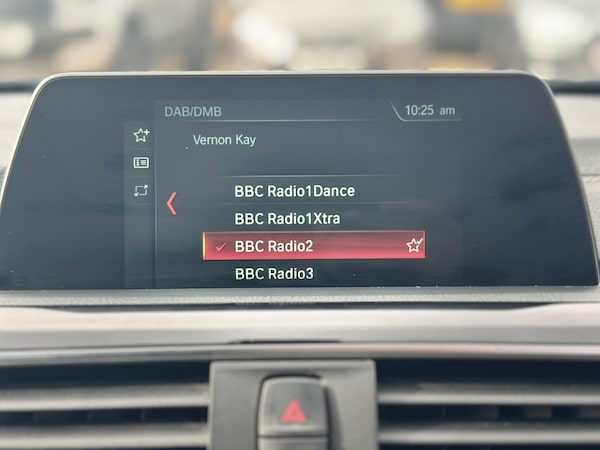 DAB/DMB
10:25 am
Vernon Kay
BBC Radio1Dance
BBC Radio1Xtra
BBC Radio2
BBC Radio3